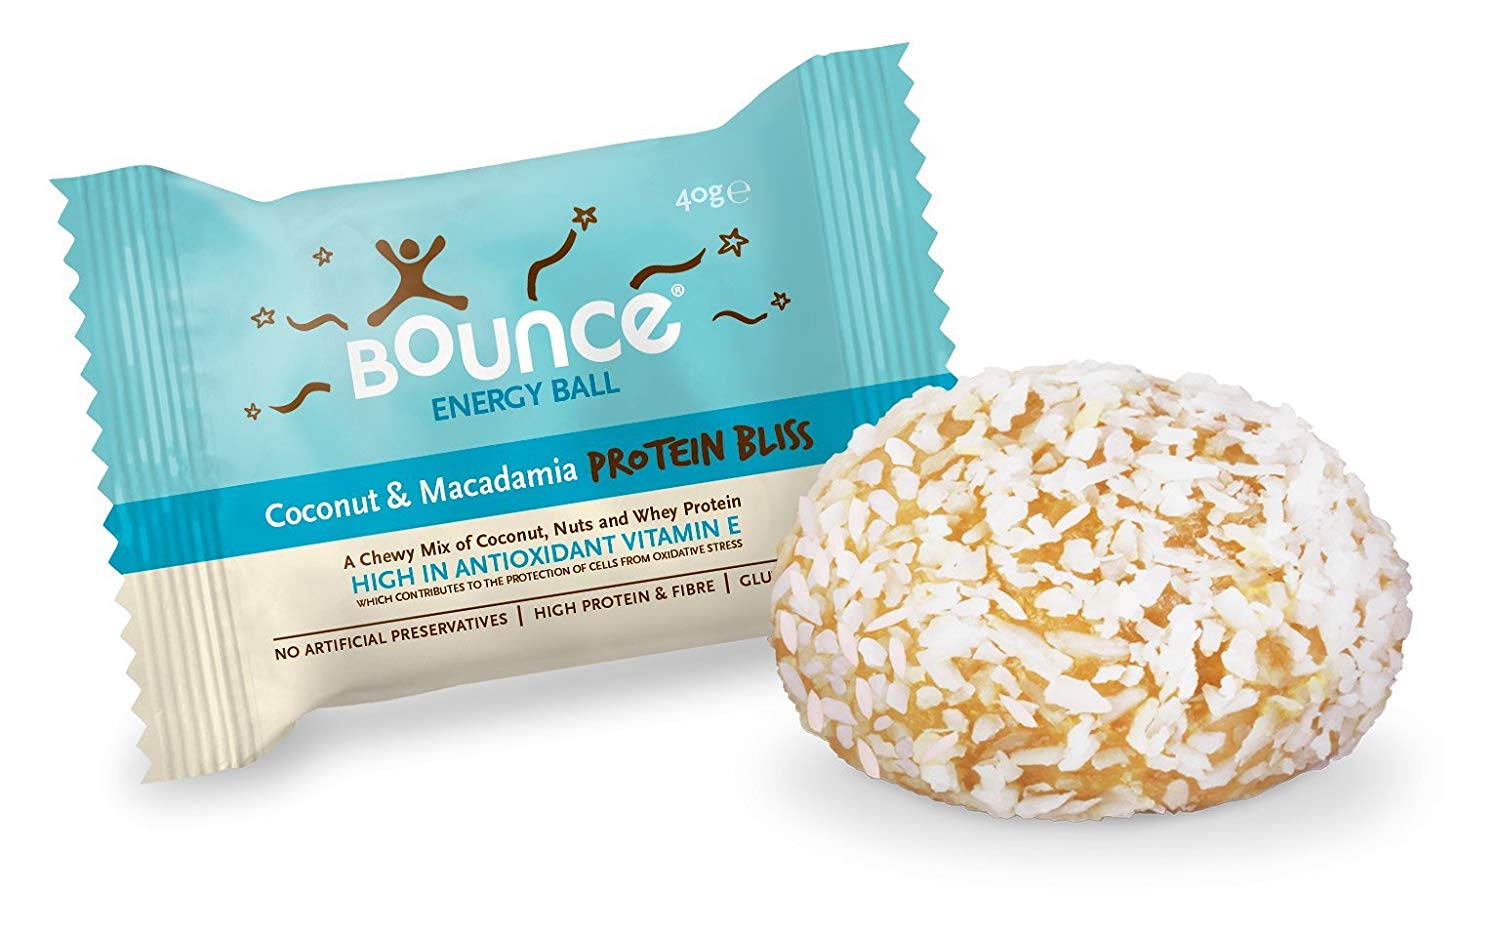 40g e
BOUNCE®
ENERGY BALL
Coconut & Macadamia PROTEIN BLISS
A Chewy Mix of Coconut, Nuts and Whey Protein
HIGH IN ANTIOXIDANT VITAMIN E
WHICH CONTRIBUTES TO THE PROTECTION OF CELLS FROM OXIDATIVE STRESS
NO ARTIFICIAL PRESERVATIVES | HIGH PROTEIN & FIBRE |